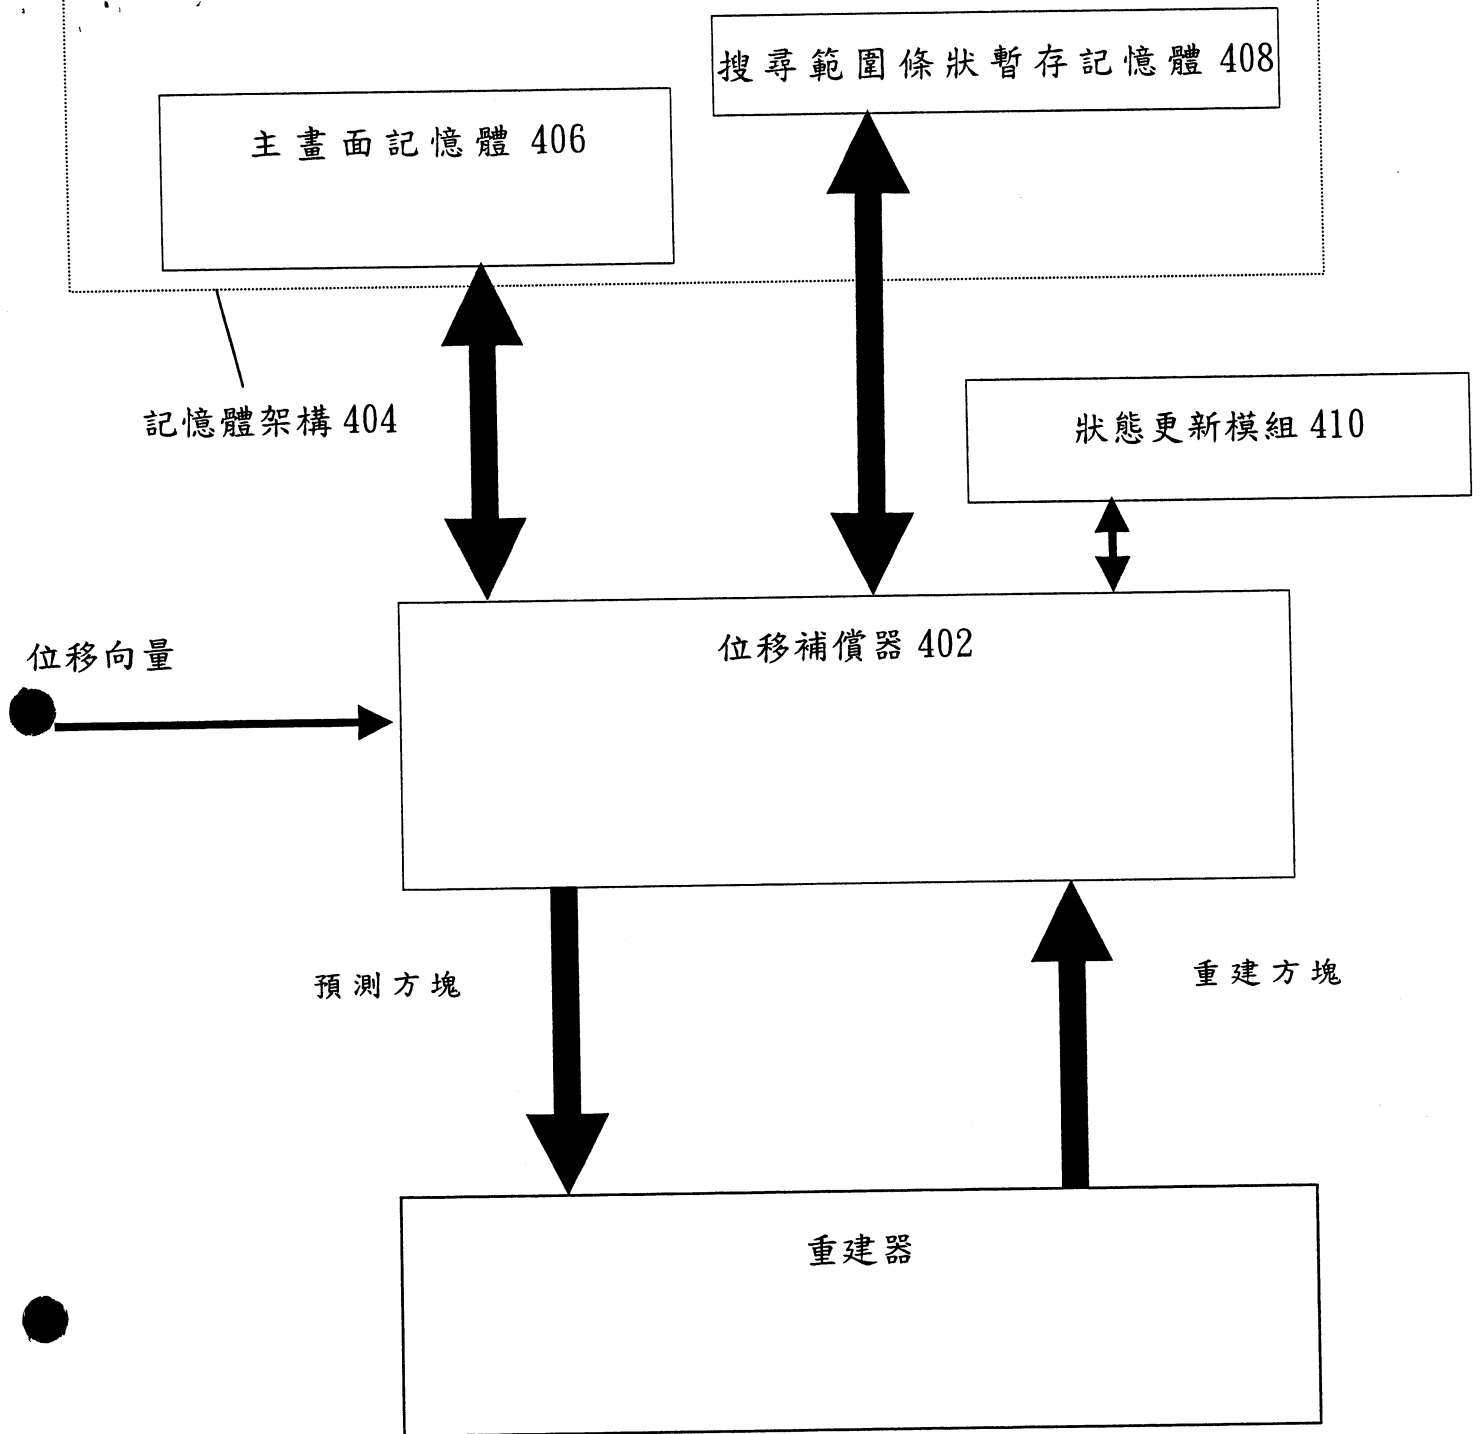 搜尋範圍條狀暫存記憶體 408
主畫面記憶體 406
記憶體架構 404
狀態更新模組 410
位移向量
位移補償器 402
預測方塊
重建方塊
重建器